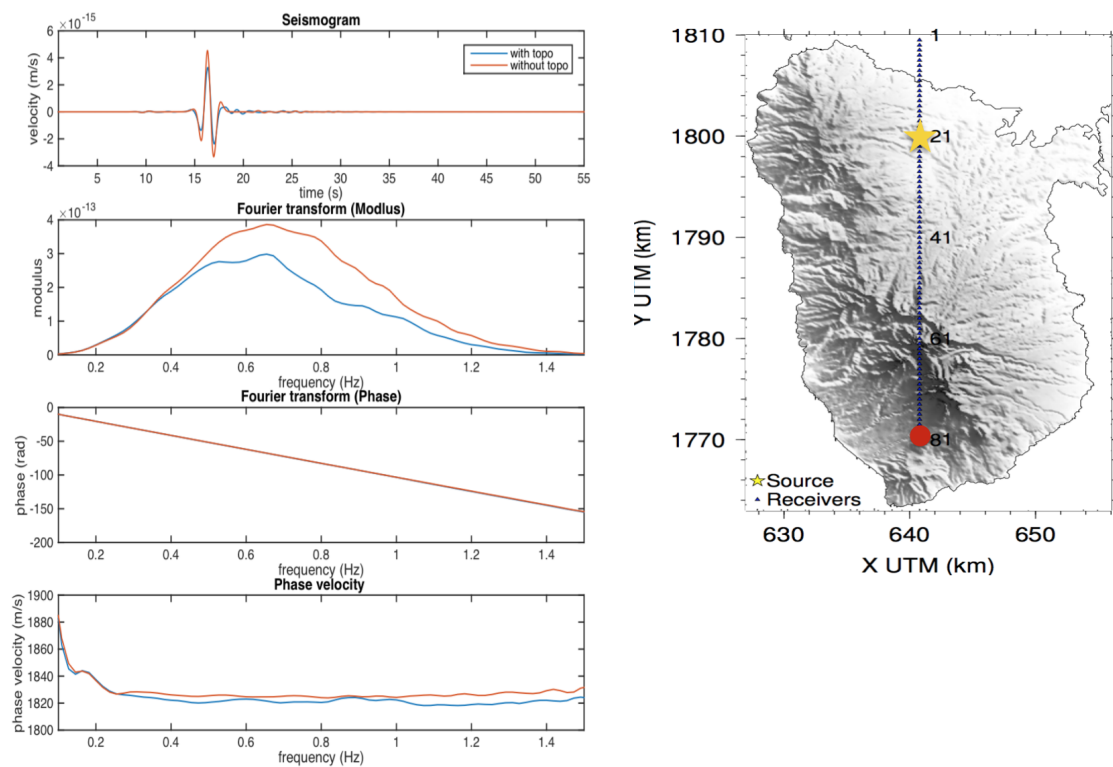 Seismogram
×10-15
6
4
2
0
-2
-4
velocity (m/s)
with topo
without topo
5 10 15 20 25 30 35 40 45 50 55
time (s)
Fourier transform (Modlus)
×10-13
4
3
2
1
0
modulus
0.2 0.4 0.6 0.8 1 1.2 1.4
frequency (Hz)
Fourier transform (Phase)
0
-50
-100
-150
-200
phase (rad)
0.2 0.4 0.6 0.8 1 1.2 1.4
frequency (Hz)
Phase velocity
1900
1880
1860
1840
1820
1800
phase velocity (m/s)
0.2 0.4 0.6 0.8 1 1.2 1.4
frequency (Hz)
1810
1800
1790
1780
1770
Y UTM (km)
1
21
41
61
81
Source
Receivers
630 640 650
X UTM (km)